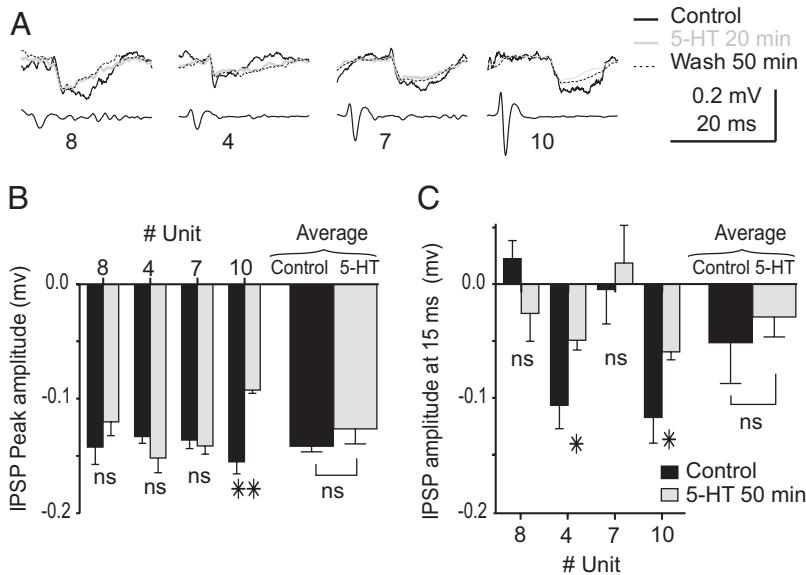 A
Control
5-HT 20 min
Wash 50 min
0.2 mV
20 ms
8 4 7 10
B
# Unit
Average
8 4 7 10 Control 5-HT
IPSP Peak amplitude (mv)
0.0
-0.1
-0.2
ns ns ns ** ns
C
Average
Control 5-HT
IPSP amplitude at 15 ms (mv)
0.0
-0.1
-0.2
ns * ns * ns
Control
5-HT 50 min
8 4 7 10
# Unit